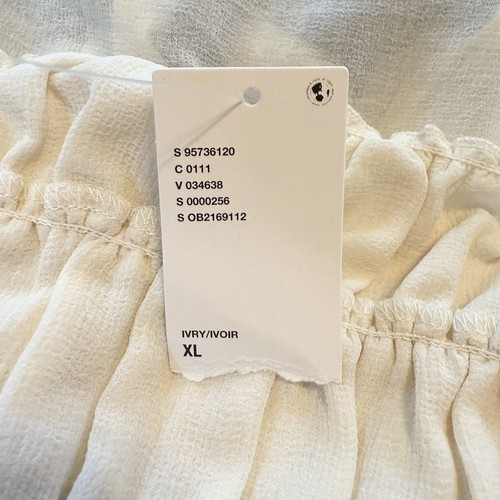 S 95736120
C 0111
V 034638
S 0000256
S OB2169112
IVRY/IVOIR
XL